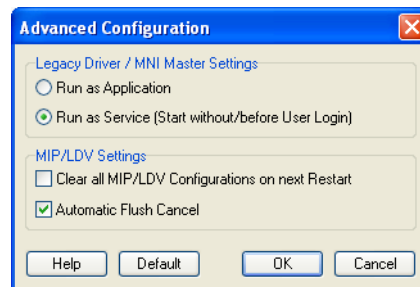 Advanced Configuration
Legacy Driver / MNI Master Settings
Run as Application
Run as Service (Start without/before User Login)
MIP/LDV Settings
Clear all MIP/LDV Configurations on next Restart
Automatic Flush Cancel
Help Default OK Cancel